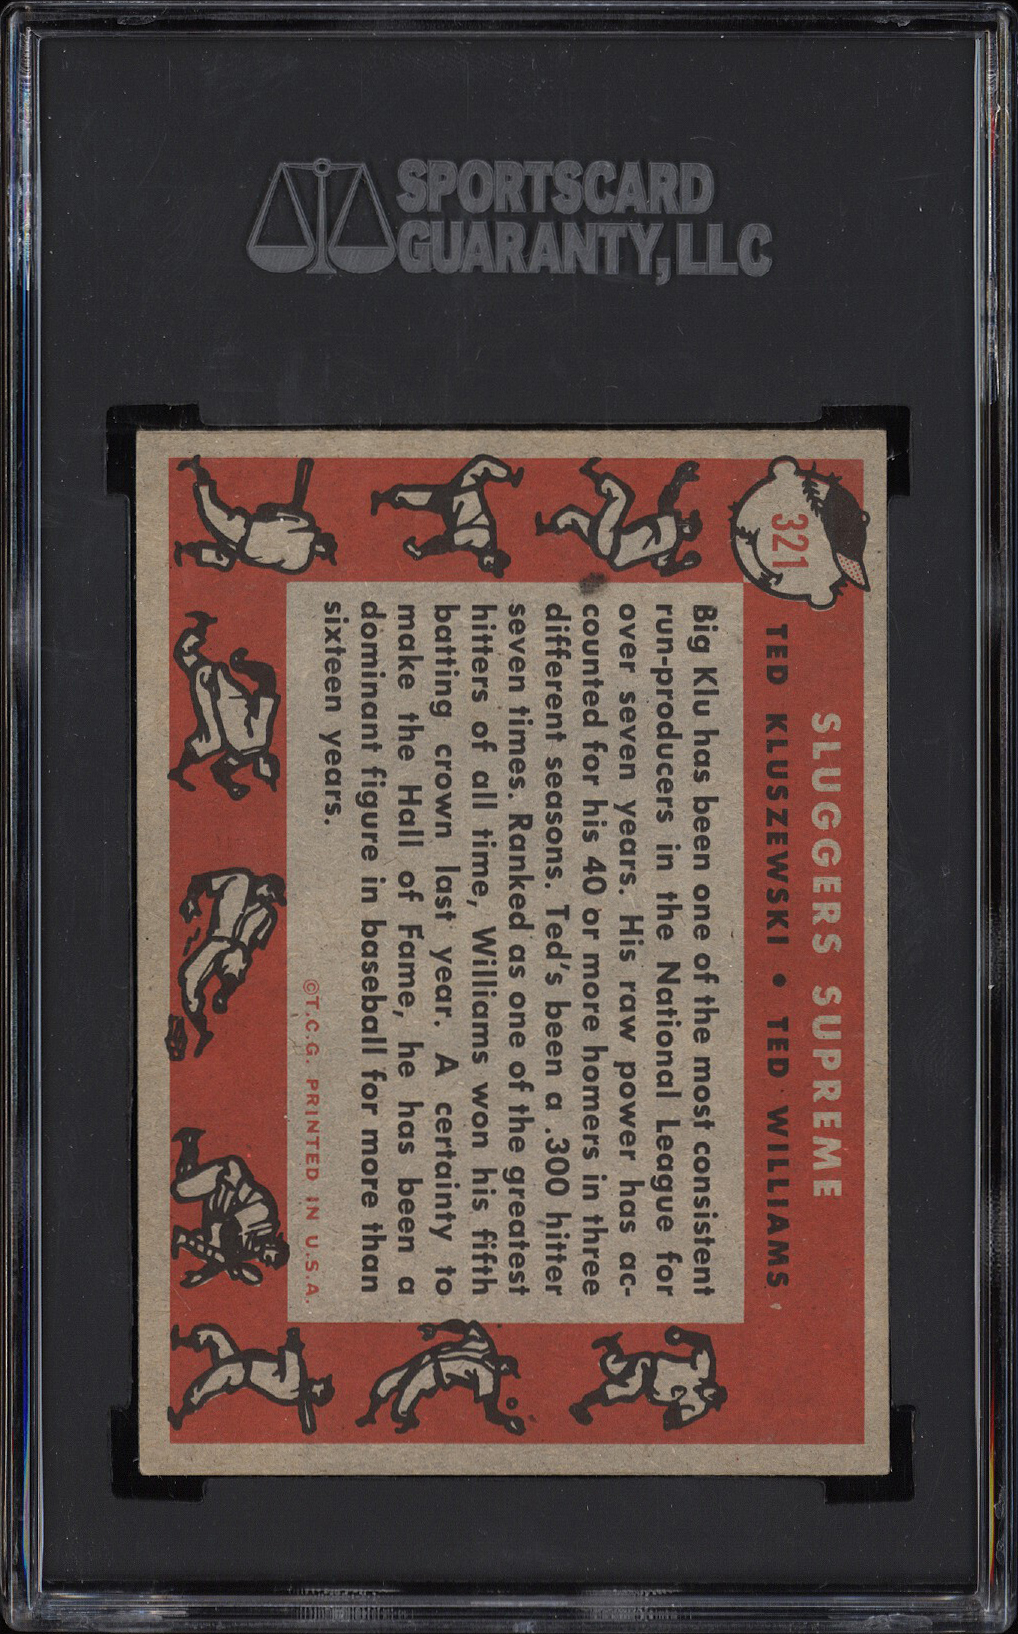 SPORTSCARD
GUARANTY, LLC
321
SLUGGERS SUPREME
TED KLUSZEWSKI • TED WILLIAMS
Big Klu has been one of the most consistent
run-producers in the National League for
over seven years. His raw power has ac-
counted for his 40 or more homers in three
different seasons. Ted's been a .300 hitter
seven times. Ranked as one of the greatest
hitters of all time, Williams won his fifth
batting crown last year. A certainty to
make the Hall of Fame, he has been a
dominant figure in baseball for more than
sixteen years.
©T.C.G. PRINTED IN U.S.A.